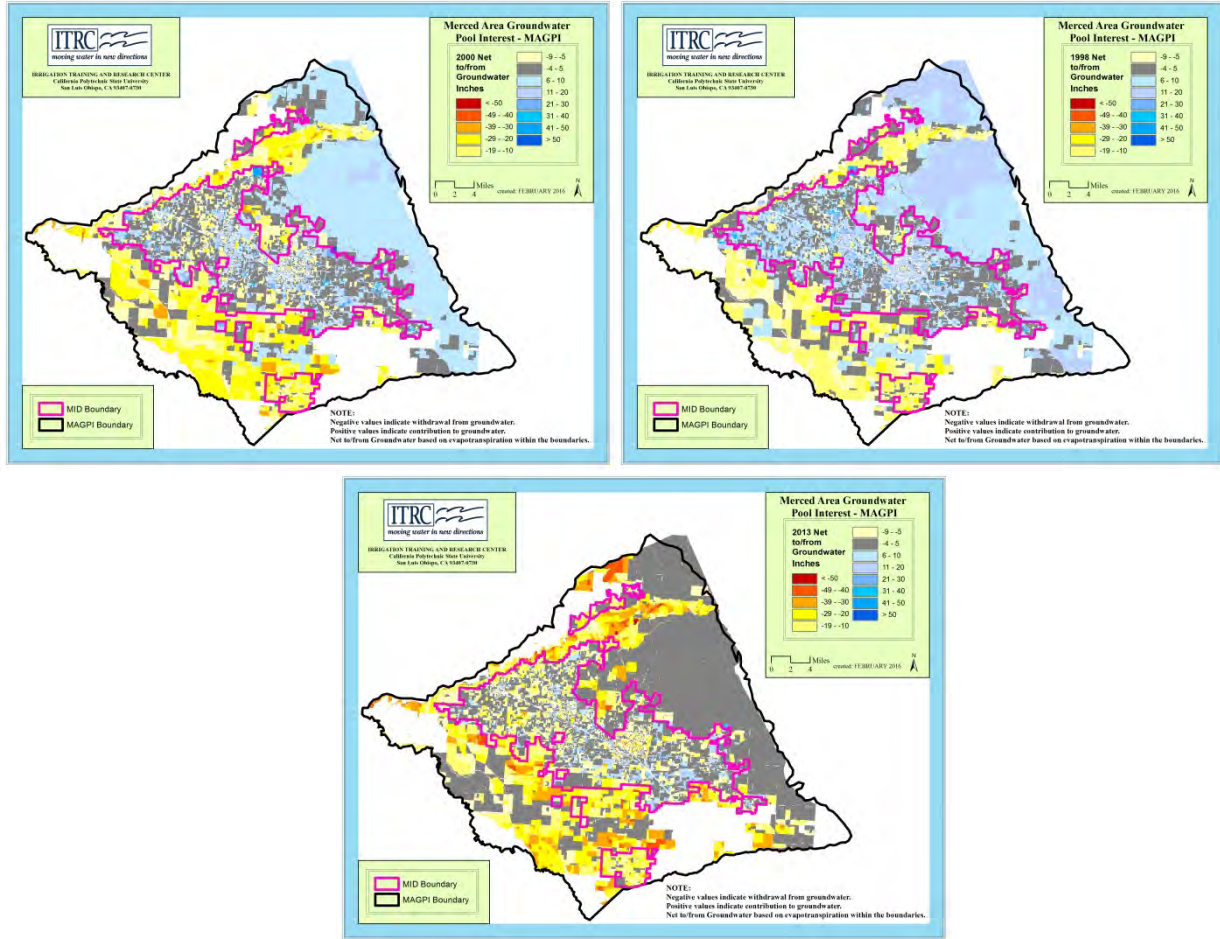 ITRC
moving water in new directions
IRRIGATION TRAINING AND RESEARCH CENTER
California Polytechnic State University
San Luis Obispo, CA 93407-0730
Merced Area Groundwater
Pool Interest - MAGPI
2000 Net
to/from
Groundwater
Inches
< -50
-49 - -40
-39 - -30
-29 - -20
-19 - -10
-9 - -5
-4 - 5
6 - 10
11 - 20
21 - 30
31 - 40
41 - 50
> 50
0 2 4 Miles
created: FEBRUARY 2016
N
MID Boundary
MAGPI Boundary
NOTE:
Negative values indicate withdrawal from groundwater.
Positive values indicate contribution to groundwater.
Net to/from Groundwater based on evapotranspiration within the boundaries.
ITRC
moving water in new directions
IRRIGATION TRAINING AND RESEARCH CENTER
California Polytechnic State University
San Luis Obispo, CA 93407-0730
Merced Area Groundwater
Pool Interest - MAGPI
1998 Net
to/from
Groundwater
Inches
< -50
-49 - -40
-39 - -30
-29 - -20
-19 - -10
-9 - -5
-4 - 5
6 - 10
11 - 20
21 - 30
31 - 40
41 - 50
> 50
0 2 4 Miles
created: FEBRUARY 2016
N
MID Boundary
MAGPI Boundary
NOTE:
Negative values indicate withdrawal from groundwater.
Positive values indicate contribution to groundwater.
Net to/from Groundwater based on evapotranspiration within the boundaries.
ITRC
moving water in new directions
IRRIGATION TRAINING AND RESEARCH CENTER
California Polytechnic State University
San Luis Obispo, CA 93407-0730
Merced Area Groundwater
Pool Interest - MAGPI
2013 Net
to/from
Groundwater
Inches
< -50
-49 - -40
-39 - -30
-29 - -20
-19 - -10
-9 - -5
-4 - 5
6 - 10
11 - 20
21 - 30
31 - 40
41 - 50
> 50
0 2 4 Miles
created: FEBRUARY 2016
N
MID Boundary
MAGPI Boundary
NOTE:
Negative values indicate withdrawal from groundwater.
Positive values indicate contribution to groundwater.
Net to/from Groundwater based on evapotranspiration within the boundaries.